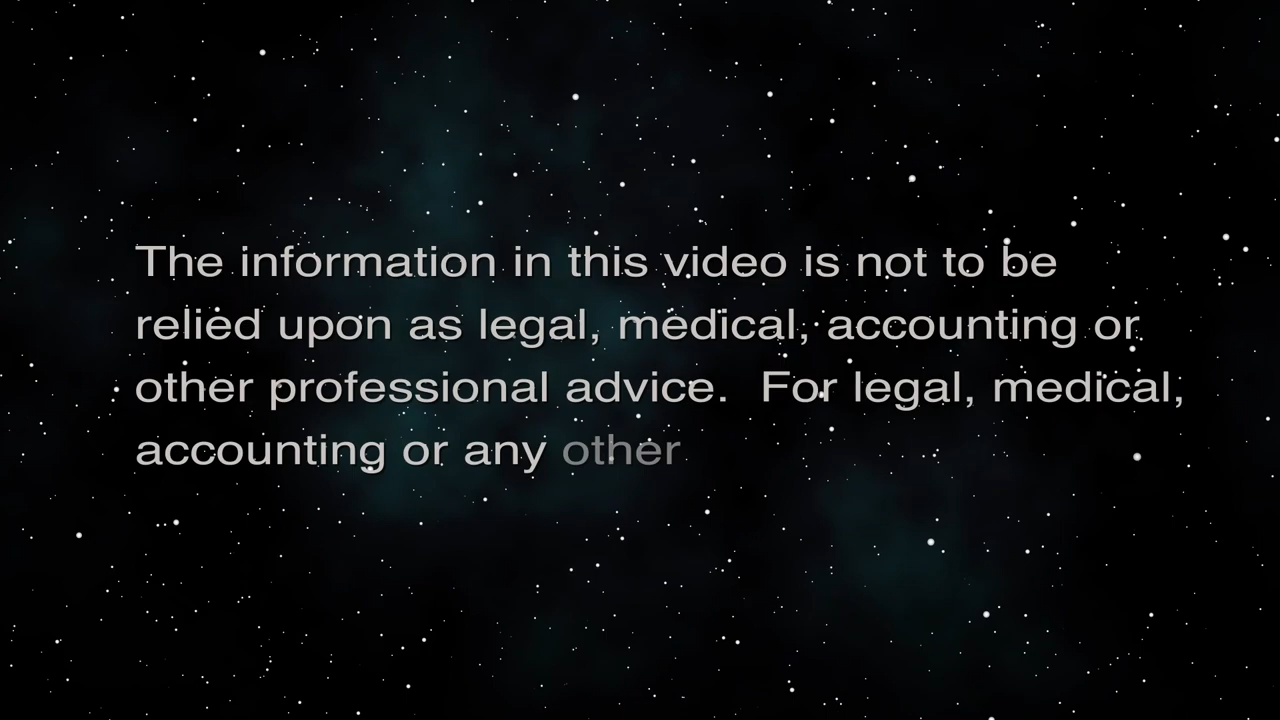 The information in this video is not to be
relied upon as legal, medical, accounting or
other professional advice.  For legal, medical,
accounting or any other